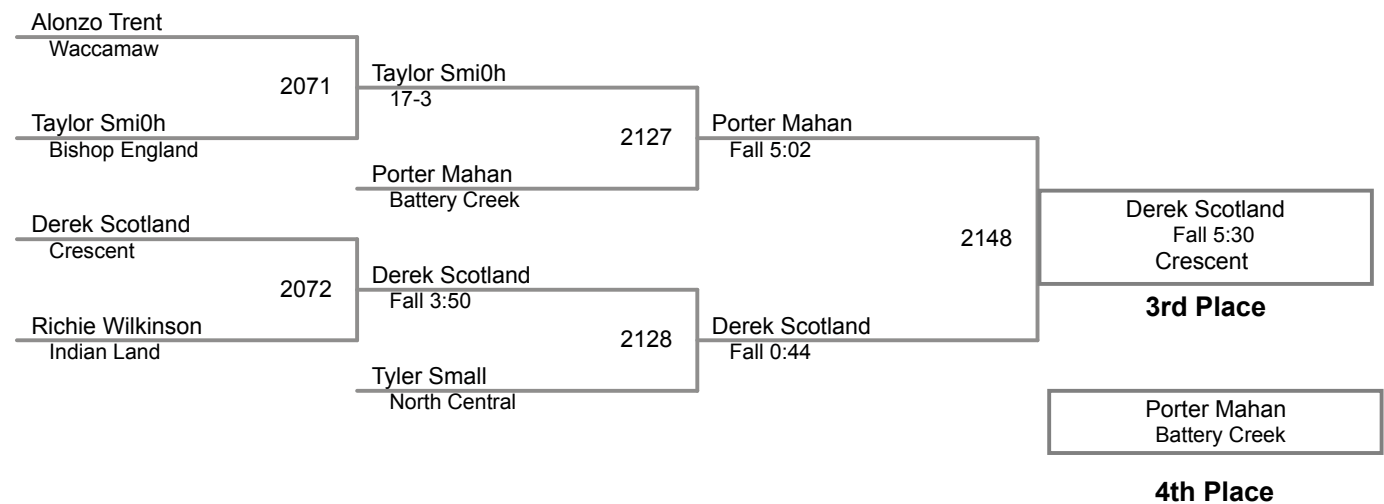 Alonzo Trent
Waccamaw
2071
Taylor Smi0h
Bishop England
Derek Scotland
Crescent
2072
Richie Wilkinson
Indian Land
Taylor Smi0h
17-3
2127
Porter Mahan
Battery Creek
Derek Scotland
Fall 3:50
2128
Tyler Small
North Central
Porter Mahan
Fall 5:02
2148
Derek Scotland
Fall 0:44
Derek Scotland
Fall 5:30
Crescent
3rd Place
Porter Mahan
Battery Creek
4th Place